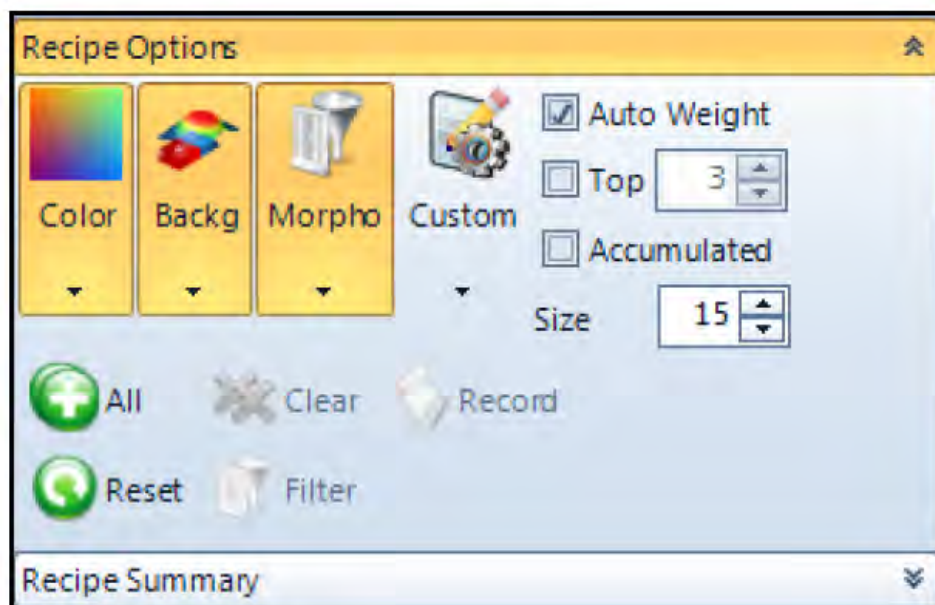 Recipe Options
Color Backg Morpho Custom
Auto Weight
Top 3
Accumulated
Size 15
All Clear Record
Reset Filter
Recipe Summary